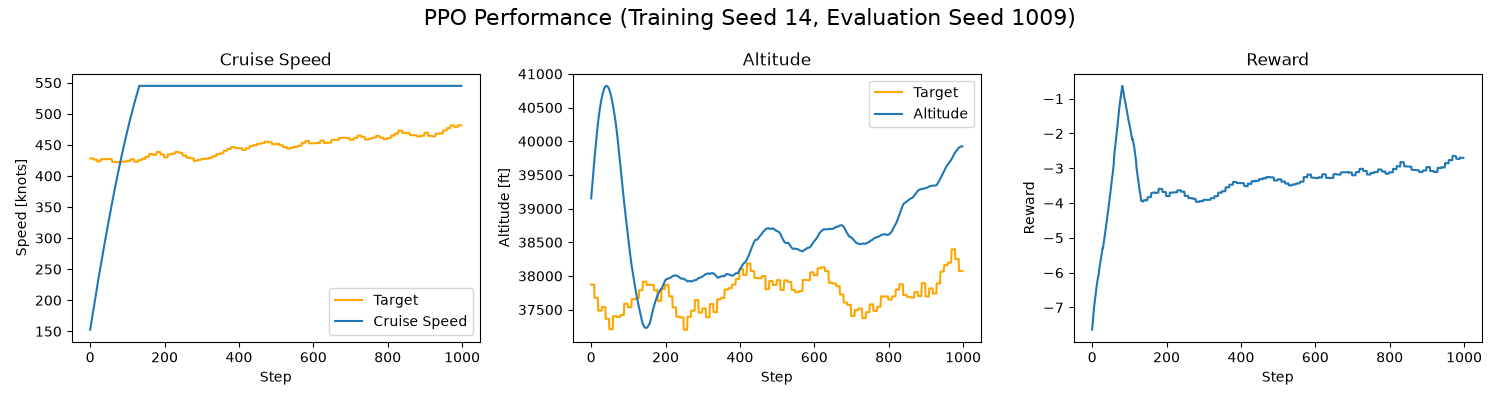 PPO Performance (Training Seed 14, Evaluation Seed 1009)
Cruise Speed
Speed [knots]
550
500
450
400
350
300
250
200
150
0 200 400 600 800 1000
Step
Target
Cruise Speed
Altitude
Altitude [ft]
41000
40500
40000
39500
39000
38500
38000
37500
0 200 400 600 800 1000
Step
Target
Altitude
Reward
Reward
−1
−2
−3
−4
−5
−6
−7
0 200 400 600 800 1000
Step